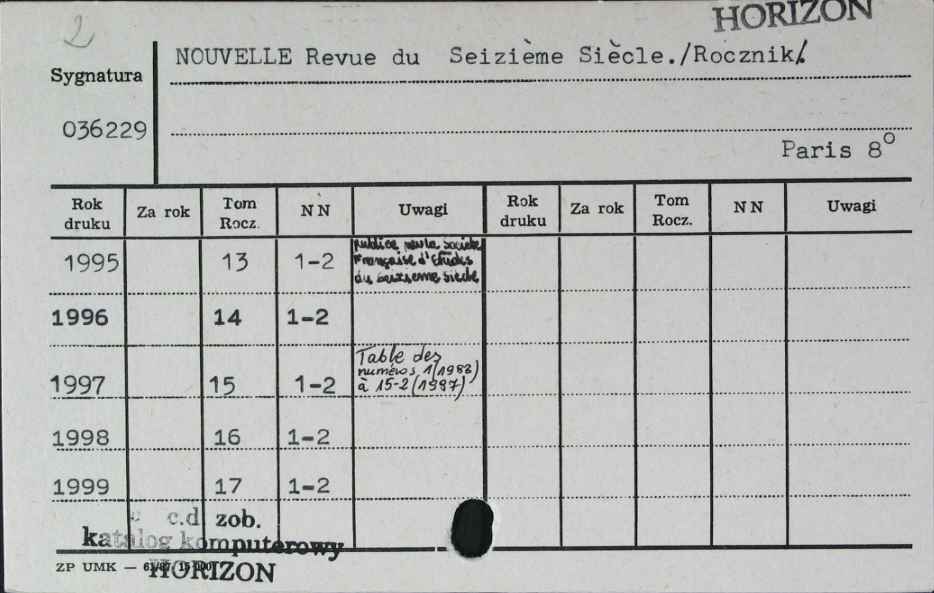 HORIZON
2
NOUVELLE Revue du Seizième Siècle./Rocznik/.
Sygnatura
036229
Paris 8°
Rok druku Za rok Tom Rocz. NN Uwagi Rok druku Za rok Tom Rocz. NN Uwagi
1995 13 1-2 Publiée par la Société
Française d'Etudes
du Seizième Siècle
1996 14 1-2
1997 15 1-2 Table des
numéros 1(1983)
à 15-2 (1997)
1998 16 1-2
1999 17 1-2
c.d zob.
katalog komputerowy
ZP UMK —
HORIZON